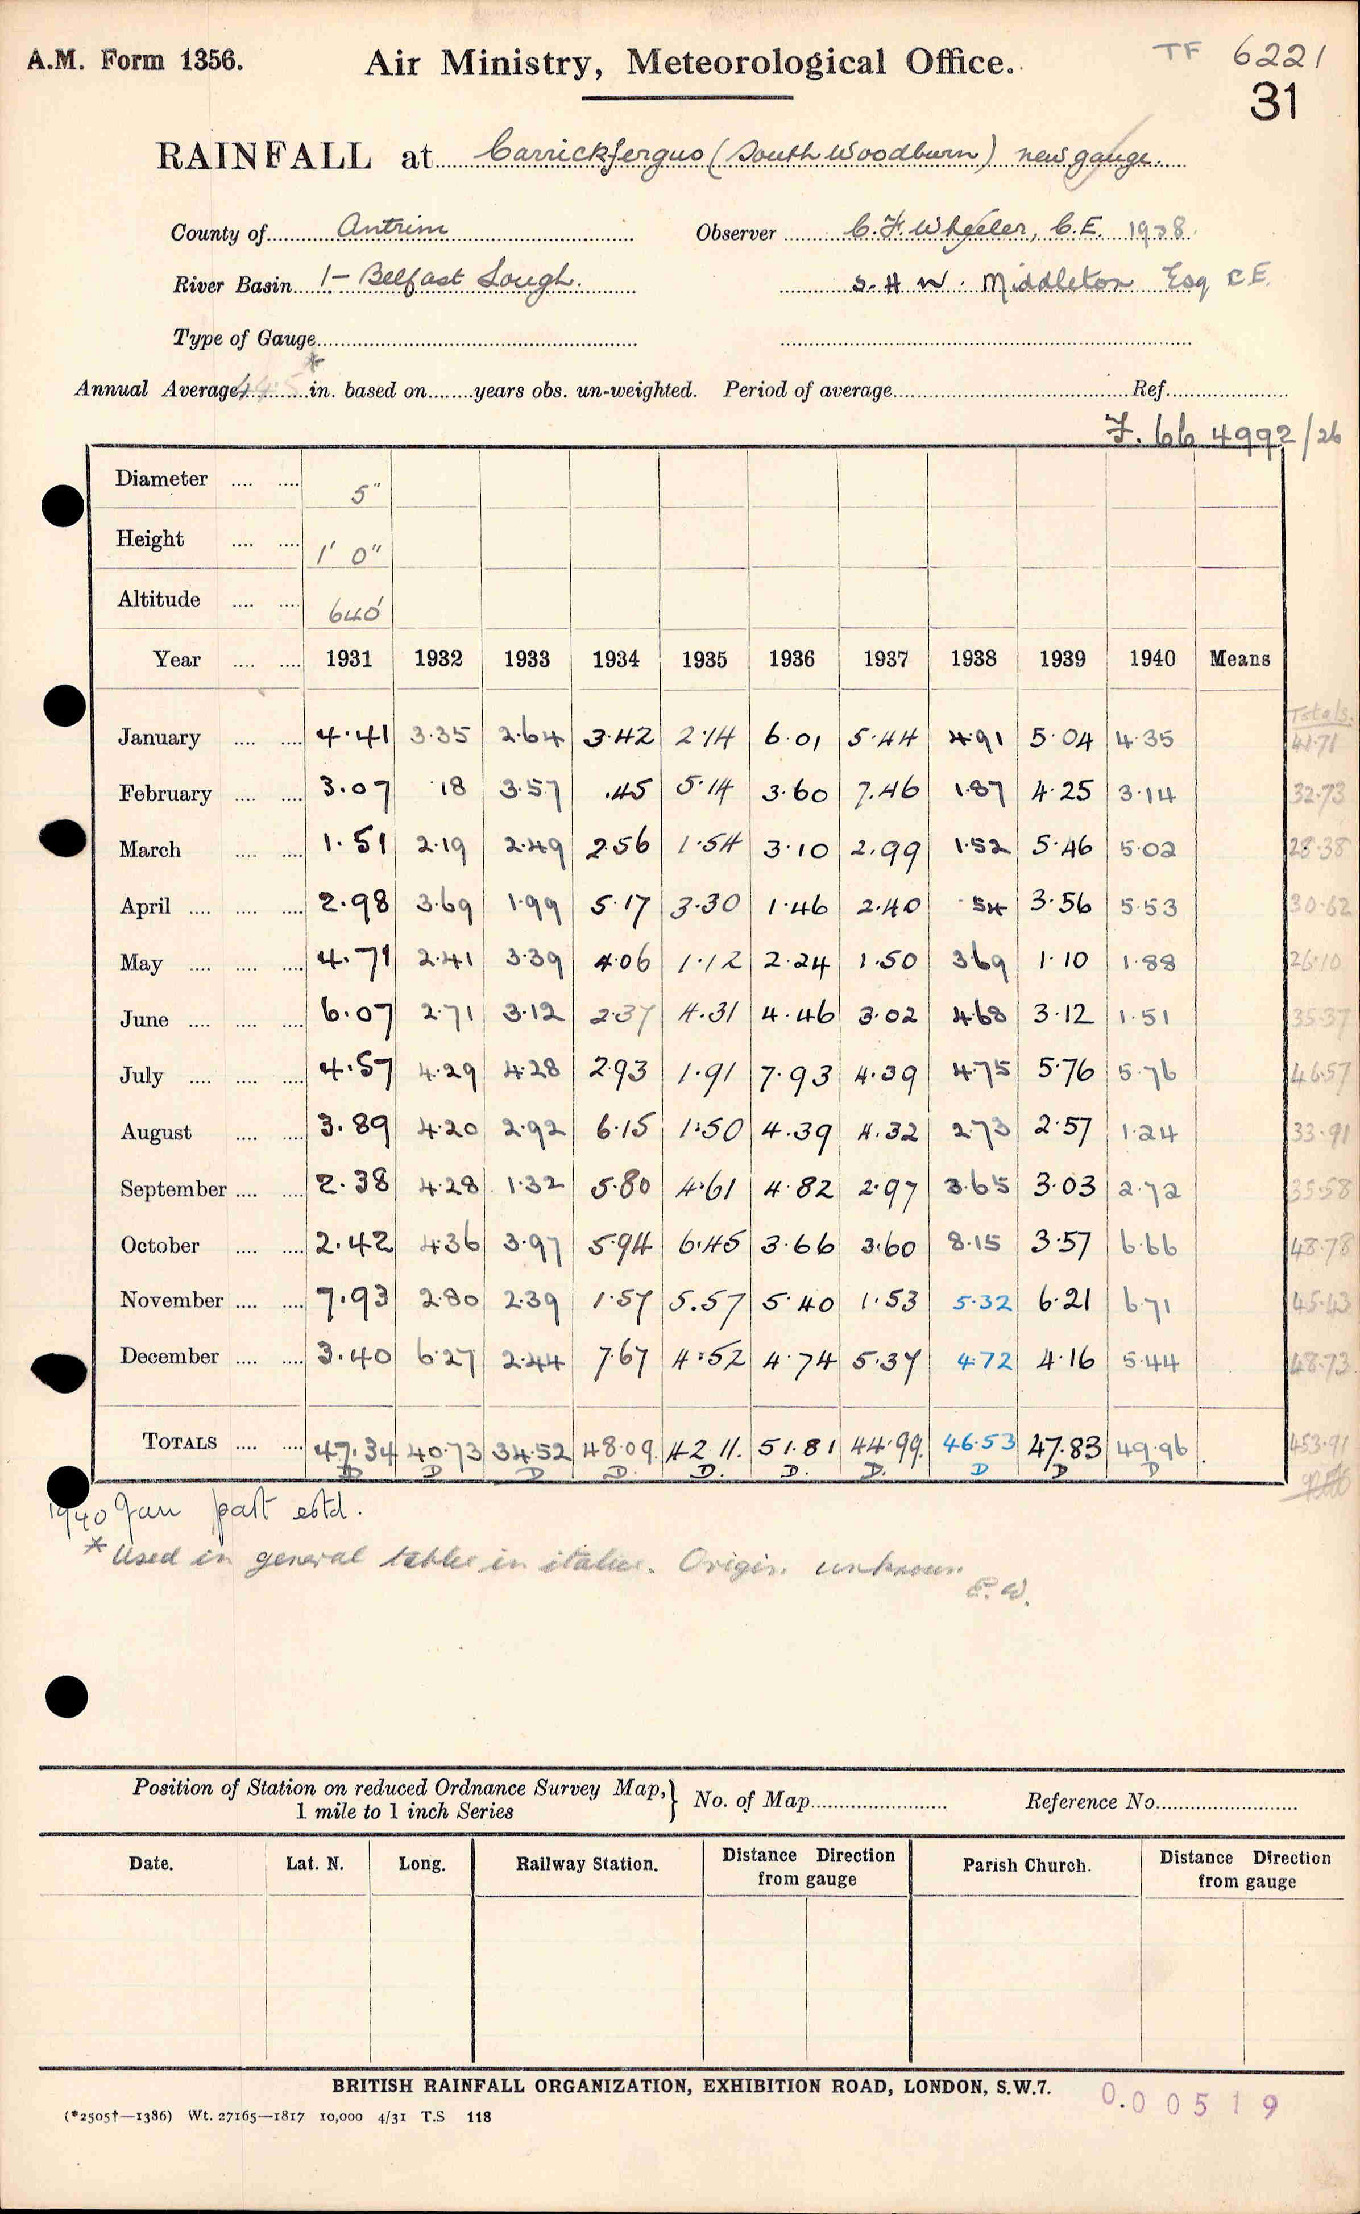 A.M. Form 1356.
Air Ministry, Meteorological Office.
TF 6221
31
RAINFALL at Carrickfergus (South Woodburn) new gauge.
County of Antrim Observer C. F. Wheeler, C.E. 1938
River Basin 1- Belfast Lough. S. H. W. Middleton Esq C.E.
Type of Gauge
Annual Average 44.5 * in. based on years obs. un-weighted. Period of average Ref.
4992/26
Diameter .... .... 5"
Height .... .... 1' 0"
Altitude .... .... 640'
Year .... .... 1931 1932 1933 1934 1935 1936 1937 1938 1939 1940 Means Totals.
January .... .... 4.41 3.35 2.64 3.42 2.14 6.01 5.44 4.91 5.04 4.35 41.71
February .... .... 3.07 .18 3.57 .45 5.14 3.60 7.46 1.87 4.25 3.14 32.73
March .... .... 1.51 2.19 2.49 2.56 1.54 3.10 2.99 1.52 5.46 5.02 28.38
April .... .... .... 2.98 3.69 1.99 5.17 3.30 1.46 2.40 .54 3.56 5.53 30.62
May .... .... .... 4.71 2.41 3.39 4.06 1.12 2.24 1.50 3.69 1.10 1.88 26.10
June .... .... .... 6.07 2.71 3.12 2.37 4.31 4.46 3.02 4.68 3.12 1.51 35.37
July .... .... .... 4.57 4.29 4.28 2.93 1.91 7.93 4.39 4.75 5.76 5.76 46.57
August .... .... 3.89 4.20 2.92 6.15 1.50 4.39 4.32 2.73 2.57 1.24 33.91
September .... .... 2.38 4.28 1.32 5.80 4.61 4.82 2.97 3.65 3.03 2.72 35.58
October .... .... 2.42 4.36 3.97 5.94 6.45 3.66 3.60 8.15 3.57 6.66 48.78
November .... .... 7.93 2.80 2.39 1.57 5.57 5.40 1.53 5.32 6.21 6.71 45.43
December .... .... 3.40 6.27 2.44 7.67 4.52 4.74 5.37 4.72 4.16 5.44 48.73
TOTALS .... .... 47.34 40.73 34.52 48.09 42.11. 51.81 44.99 46.53 47.83 49.96 453.91
D D D D. D. D. D. D D D
1940 Jan part estd.
* Used in general table in italics. Origin unknown
E.W.
Position of Station on reduced Ordnance Survey Map,} No. of Map Reference No.
1 mile to 1 inch Series
Date. Lat. N. Long. Railway Station. Distance Direction from gauge Parish Church. Distance Direction from gauge
BRITISH RAINFALL ORGANIZATION, EXHIBITION ROAD, LONDON, S.W.7.
0.00519
(*2505†—1386) Wt. 27165—1817 10,000 4/31 T.S 118